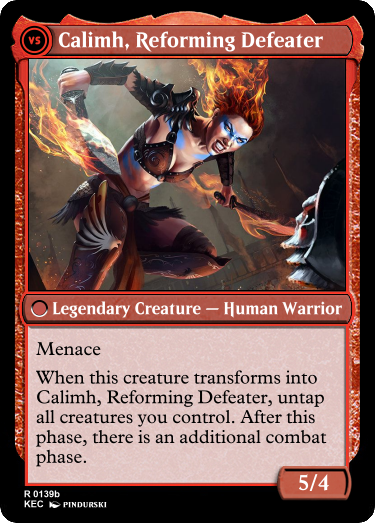 VS
Calimh, Reforming Defeater
Legendary Creature — Human Warrior
Menace
When this creature transforms into
Calimh, Reforming Defeater, untap
all creatures you control. After this
phase, there is an additional combat
phase.
5/4
R 0139b
KEC PINDURSKI